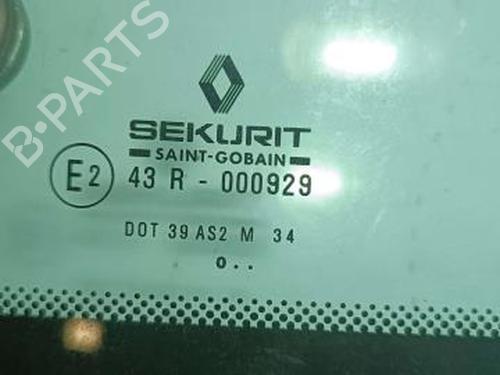 B-PARTS
SEKURIT
SAINT-GOBAIN
E2 43 R - 000929
DOT 39 AS2 M 34
o..